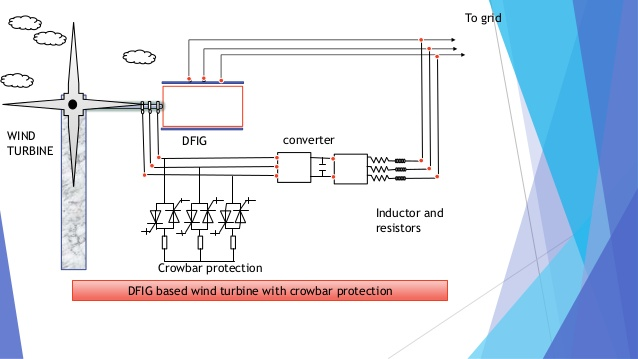 To grid
WIND
TURBINE
DFIG
converter
Inductor and
resistors
Crowbar protection
DFIG based wind turbine with crowbar protection